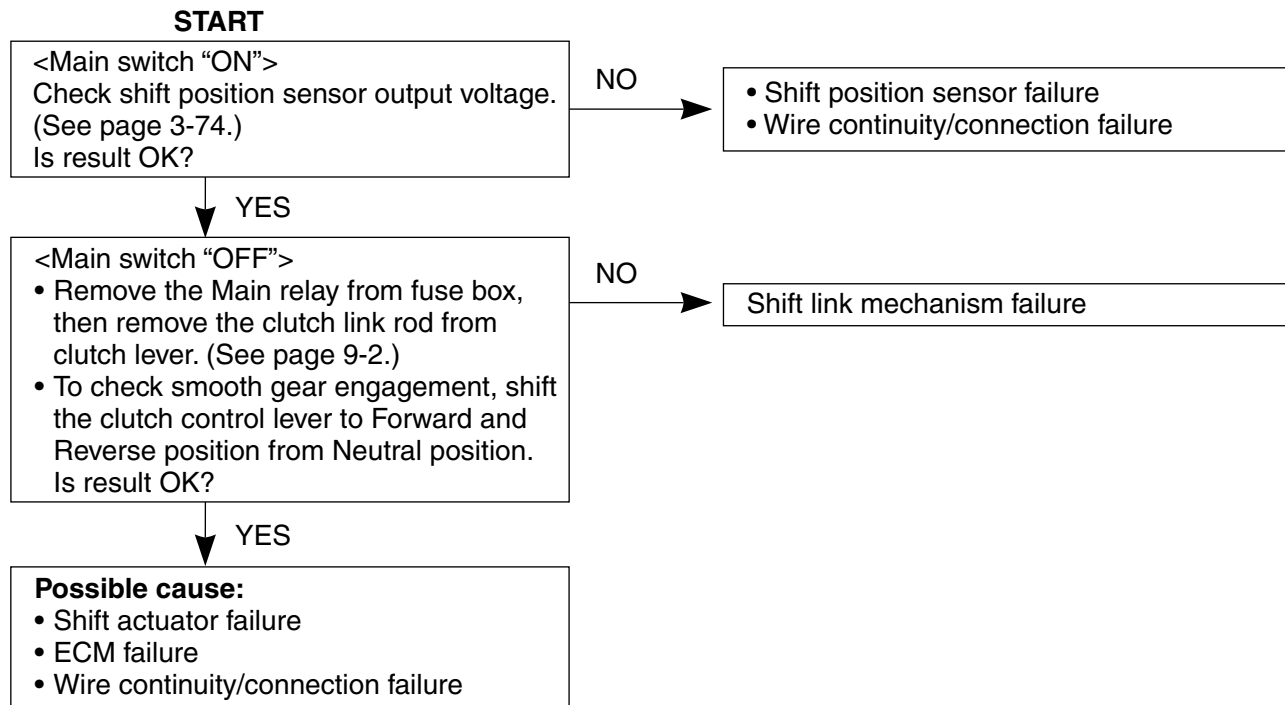 START
<Main switch “ON”>
Check shift position sensor output voltage.
(See page 3-74.)
Is result OK?
NO
• Shift position sensor failure
• Wire continuity/connection failure
YES
<Main switch “OFF”>
• Remove the Main relay from fuse box,
then remove the clutch link rod from
clutch lever. (See page 9-2.)
• To check smooth gear engagement, shift
the clutch control lever to Forward and
Reverse position from Neutral position.
Is result OK?
NO
Shift link mechanism failure
YES
Possible cause:
• Shift actuator failure
• ECM failure
• Wire continuity/connection failure